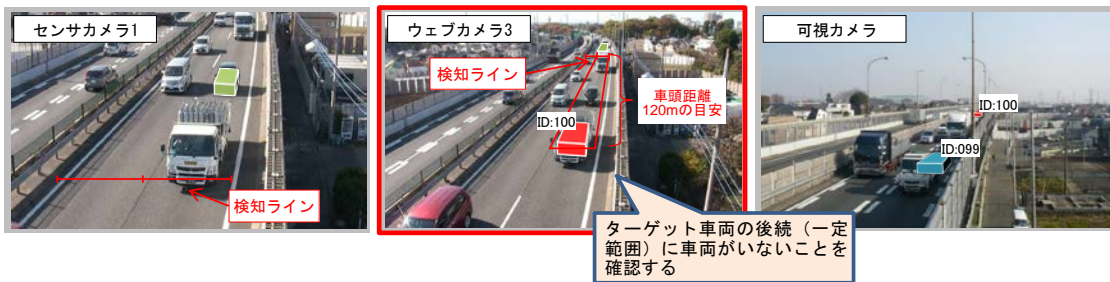 センサカメラ1
検知ライン
ウェブカメラ3
検知ライン
車頭距離
120mの目安
ID:100
ターゲット車両の後続（一定
範囲）に車両がいないことを
確認する
可視カメラ
ID:100
ID:099